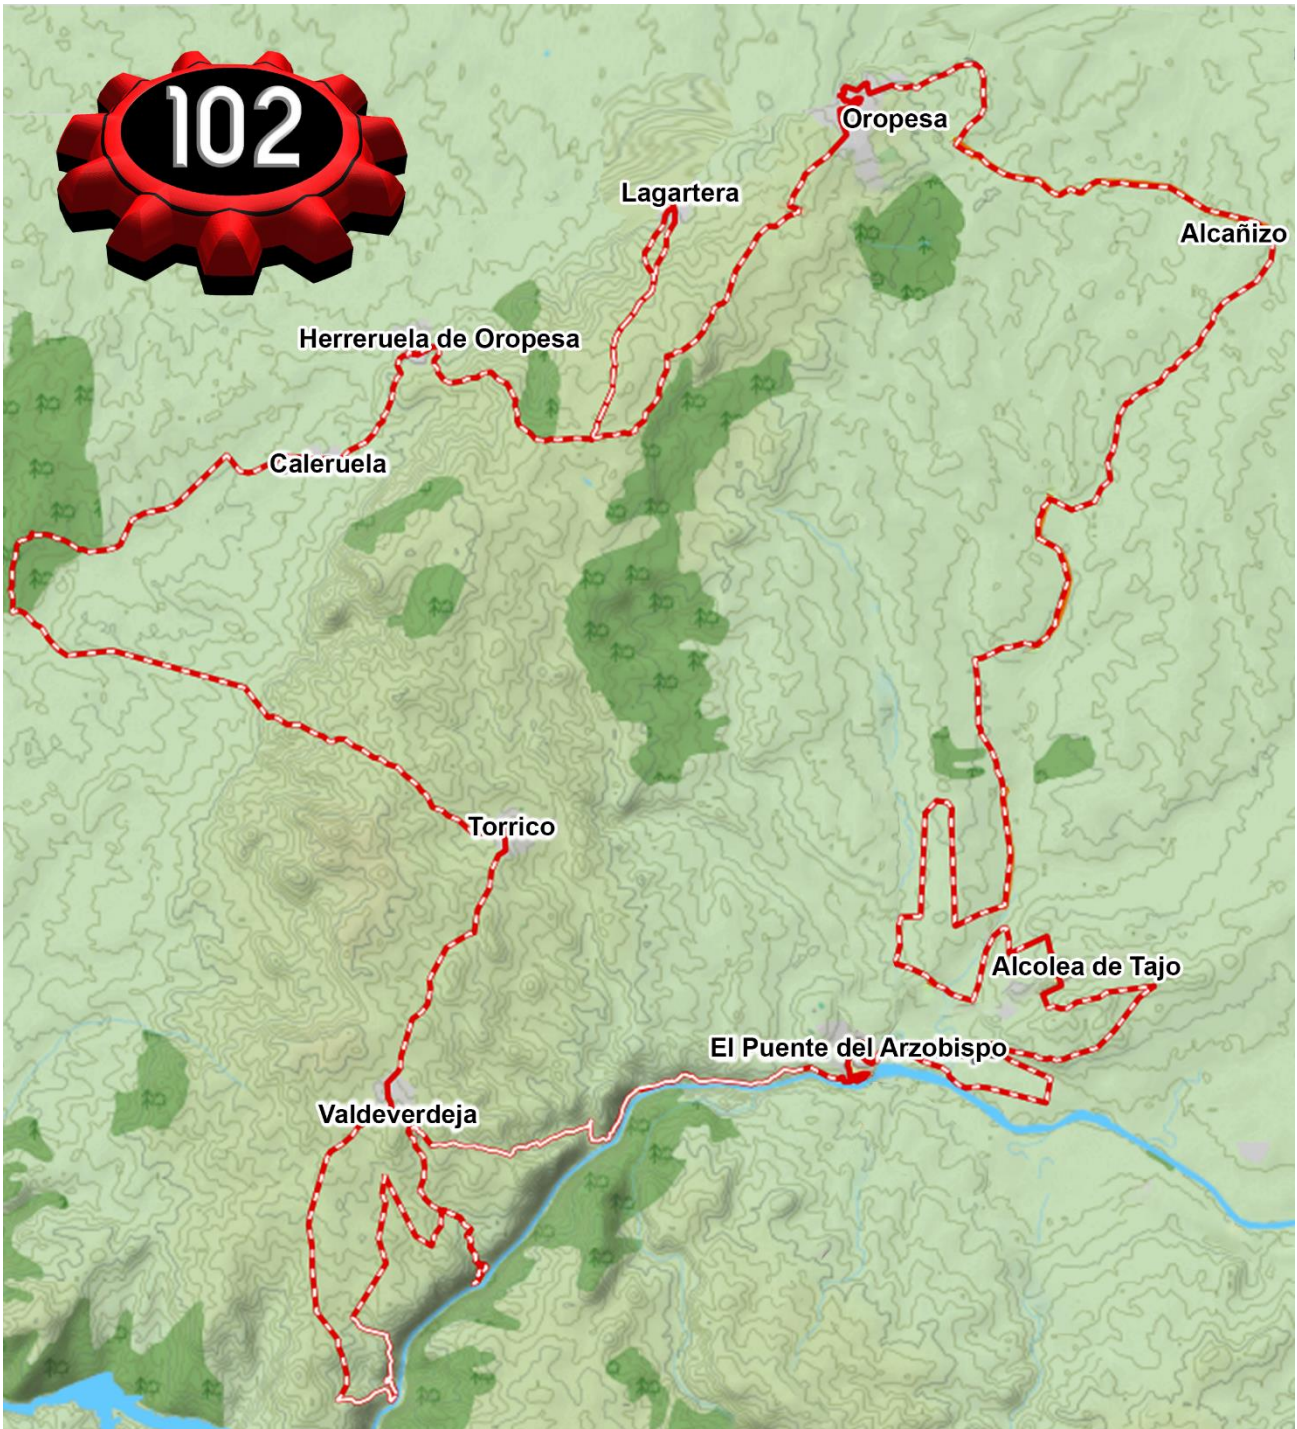 102
Oropesa
Lagartera
Alcañizo
Herreruela de Oropesa
Caleruela
Torrico
Alcolea de Tajo
El Puente del Arzobispo
Valdeverdeja